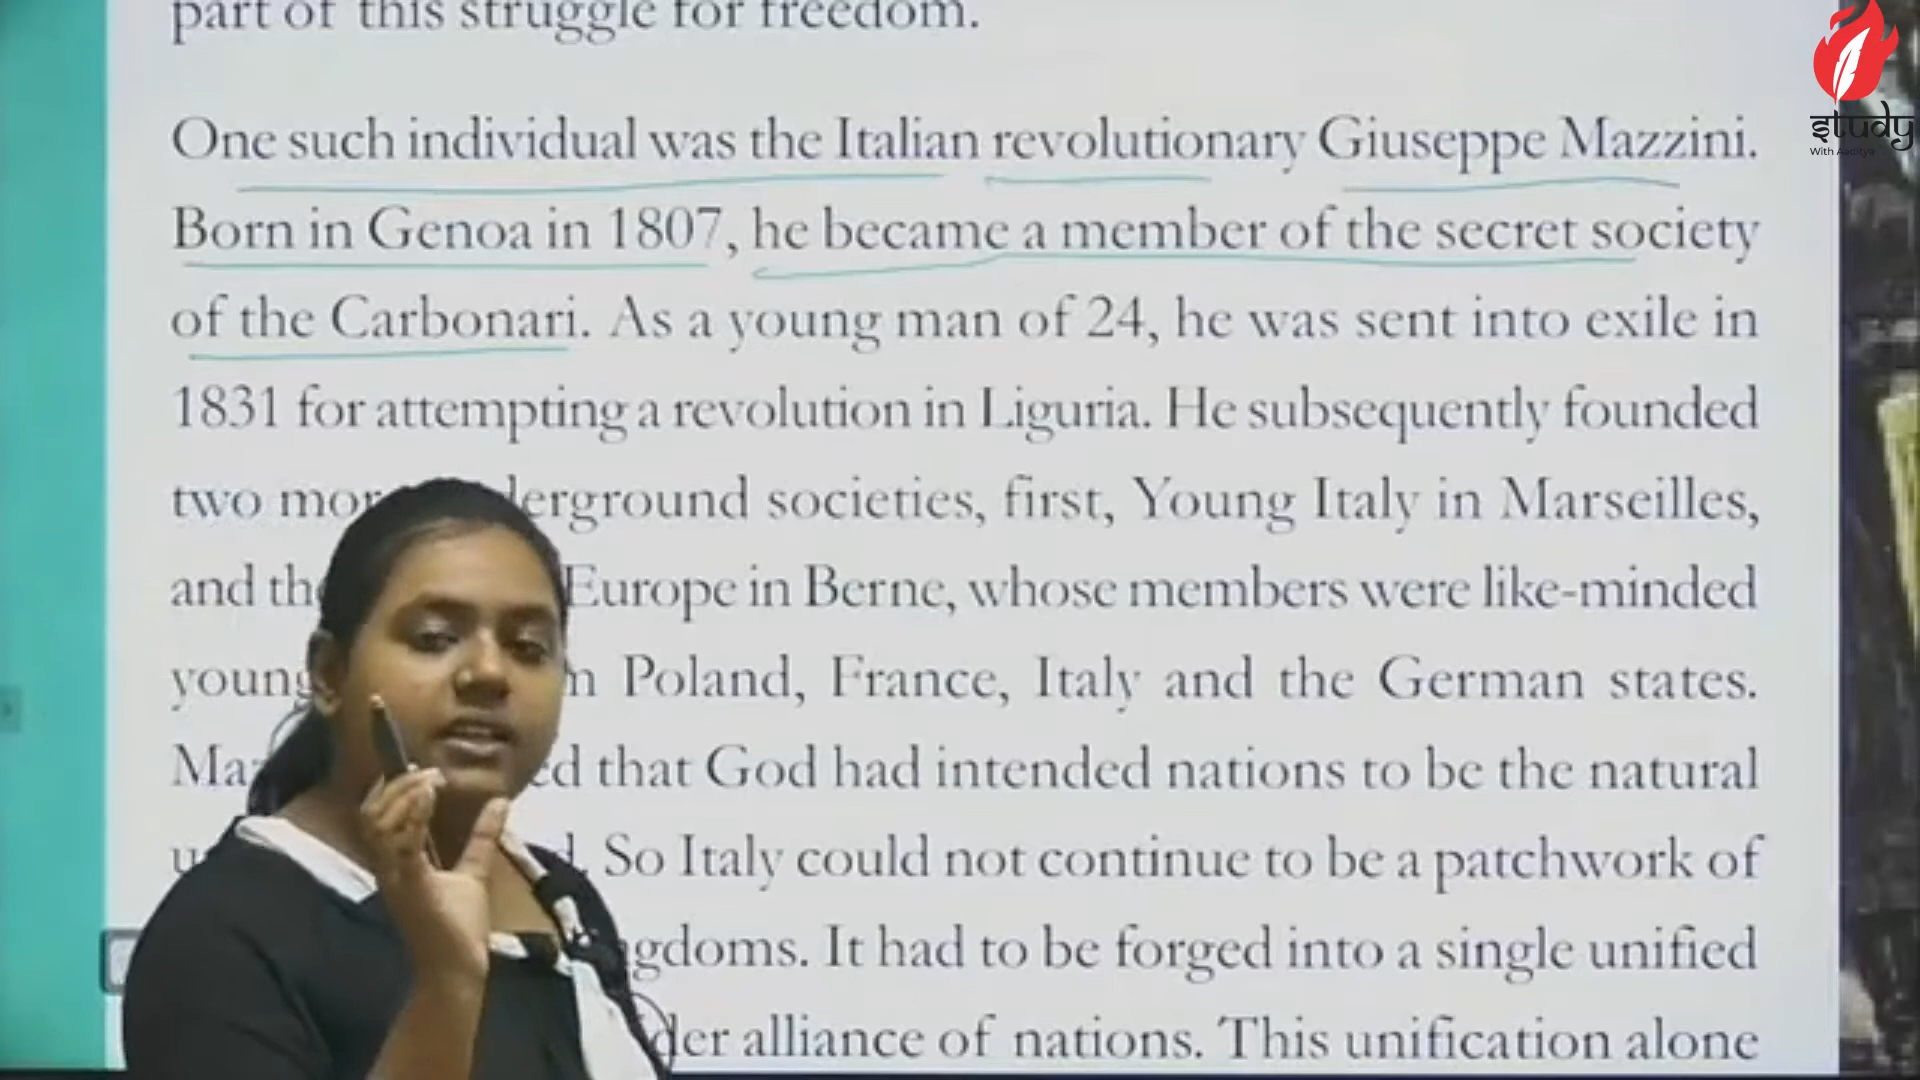 part of this struggle for freedom.
One such individual was the Italian revolutionary Giuseppe Mazzini.
Born in Genoa in 1807, he became a member of the secret society
of the Carbonari. As a young man of 24, he was sent into exile in
1831 for attempting a revolution in Liguria. He subsequently founded
two derground societies, first, Young Italy in Marseilles,
and Europe in Berne, whose members were like-minded
young Poland, France, Italy and the German states.
that God had intended nations to be the natural
So Italy could not continue to be a patchwork of
gdoms. It had to be forged into a single unified
der alliance of nations. This unification alone
study
With Aaditya